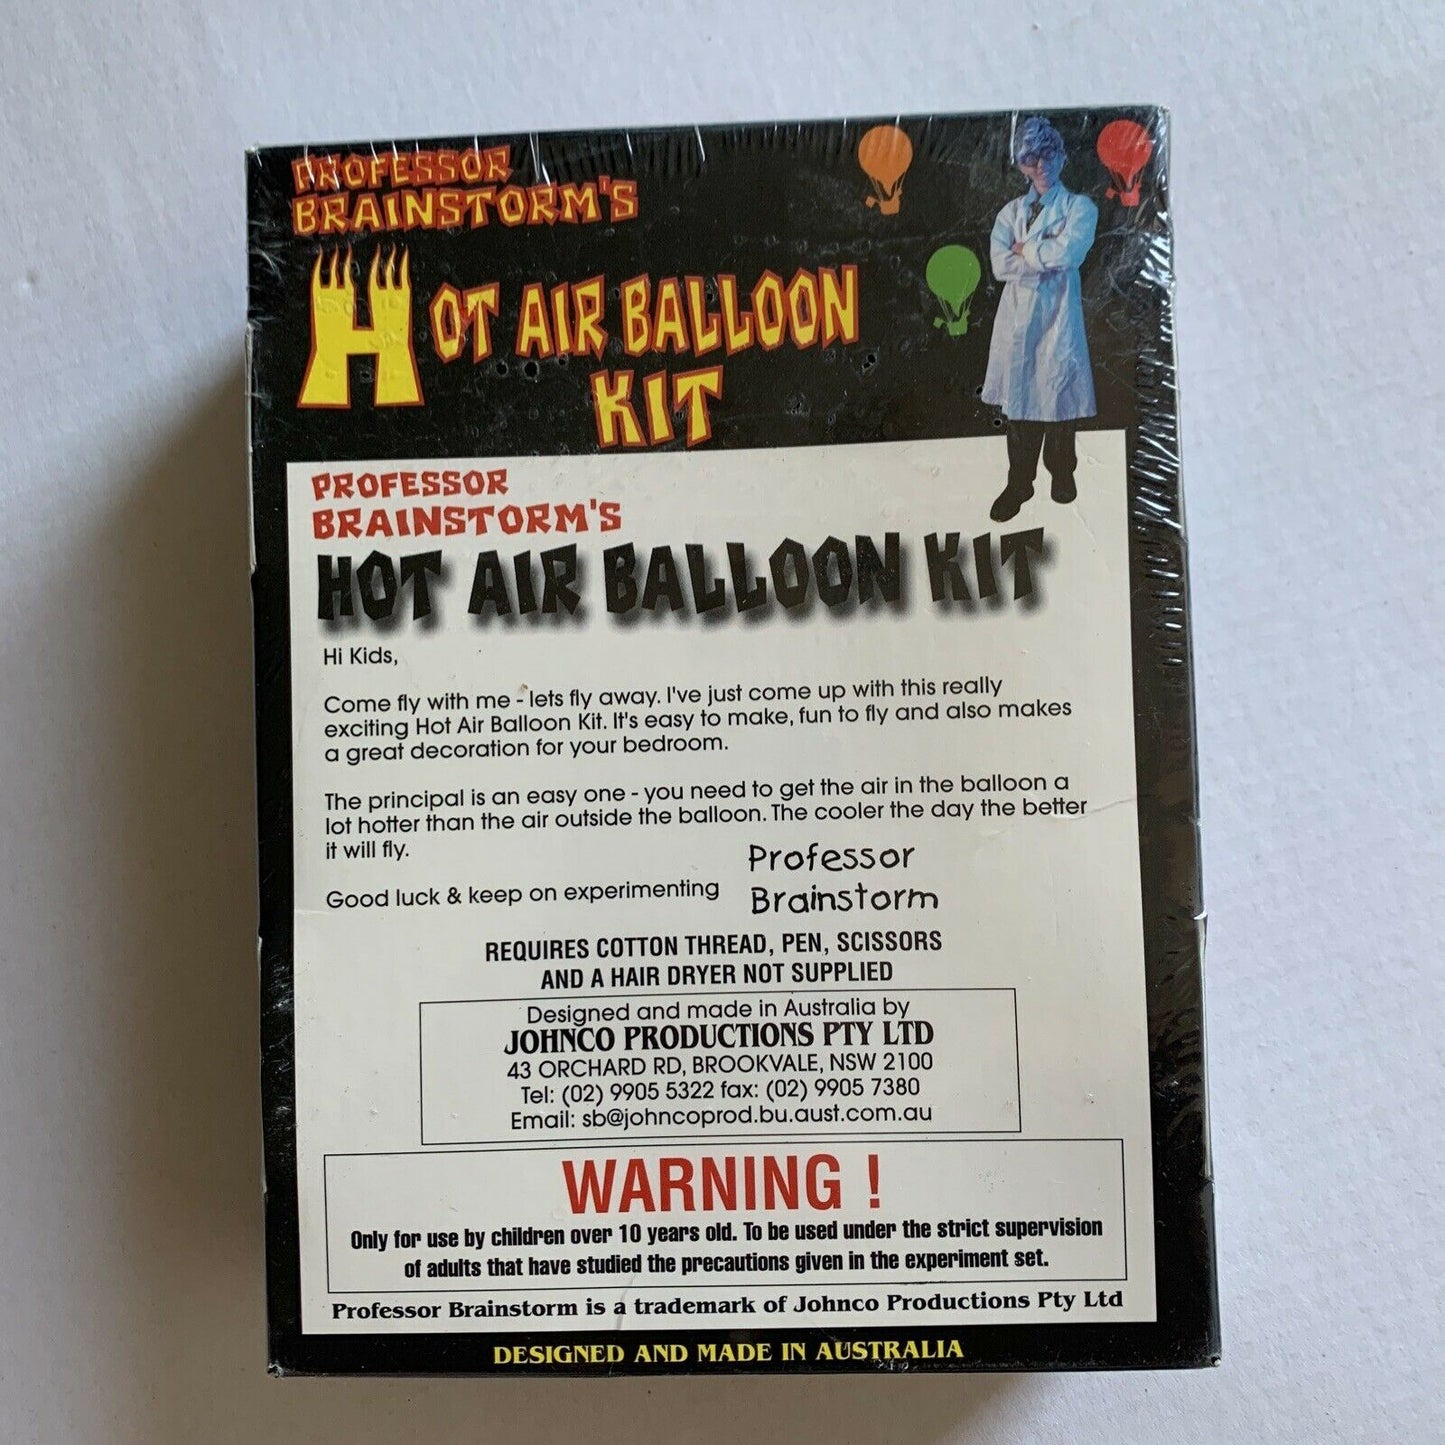 PROFESSOR
BRAINSTORM'S
HOT AIR BALLOON
KIT
PROFESSOR
BRAINSTORM'S
HOT AIR BALLOON KIT
Hi Kids,
Come fly with me - lets fly away. I've just come up with this really
exciting Hot Air Balloon Kit. It's easy to make, fun to fly and also makes
a great decoration for your bedroom.
The principal is an easy one - you need to get the air in the balloon a
lot hotter than the air outside the balloon. The cooler the day the better
it will fly.
Good luck & keep on experimenting
Professor
Brainstorm
REQUIRES COTTON THREAD, PEN, SCISSORS
AND A HAIR DRYER NOT SUPPLIED
Designed and made in Australia by
JOHNCO PRODUCTIONS PTY LTD
43 ORCHARD RD, BROOKVALE, NSW 2100
Tel: (02) 9905 5322 fax: (02) 9905 7380
Email: sb@johncoprod.bu.aust.com.au
WARNING !
Only for use by children over 10 years old. To be used under the strict supervision
of adults that have studied the precautions given in the experiment set.
Professor Brainstorm is a trademark of Johnco Productions Pty Ltd
DESIGNED AND MADE IN AUSTRALIA